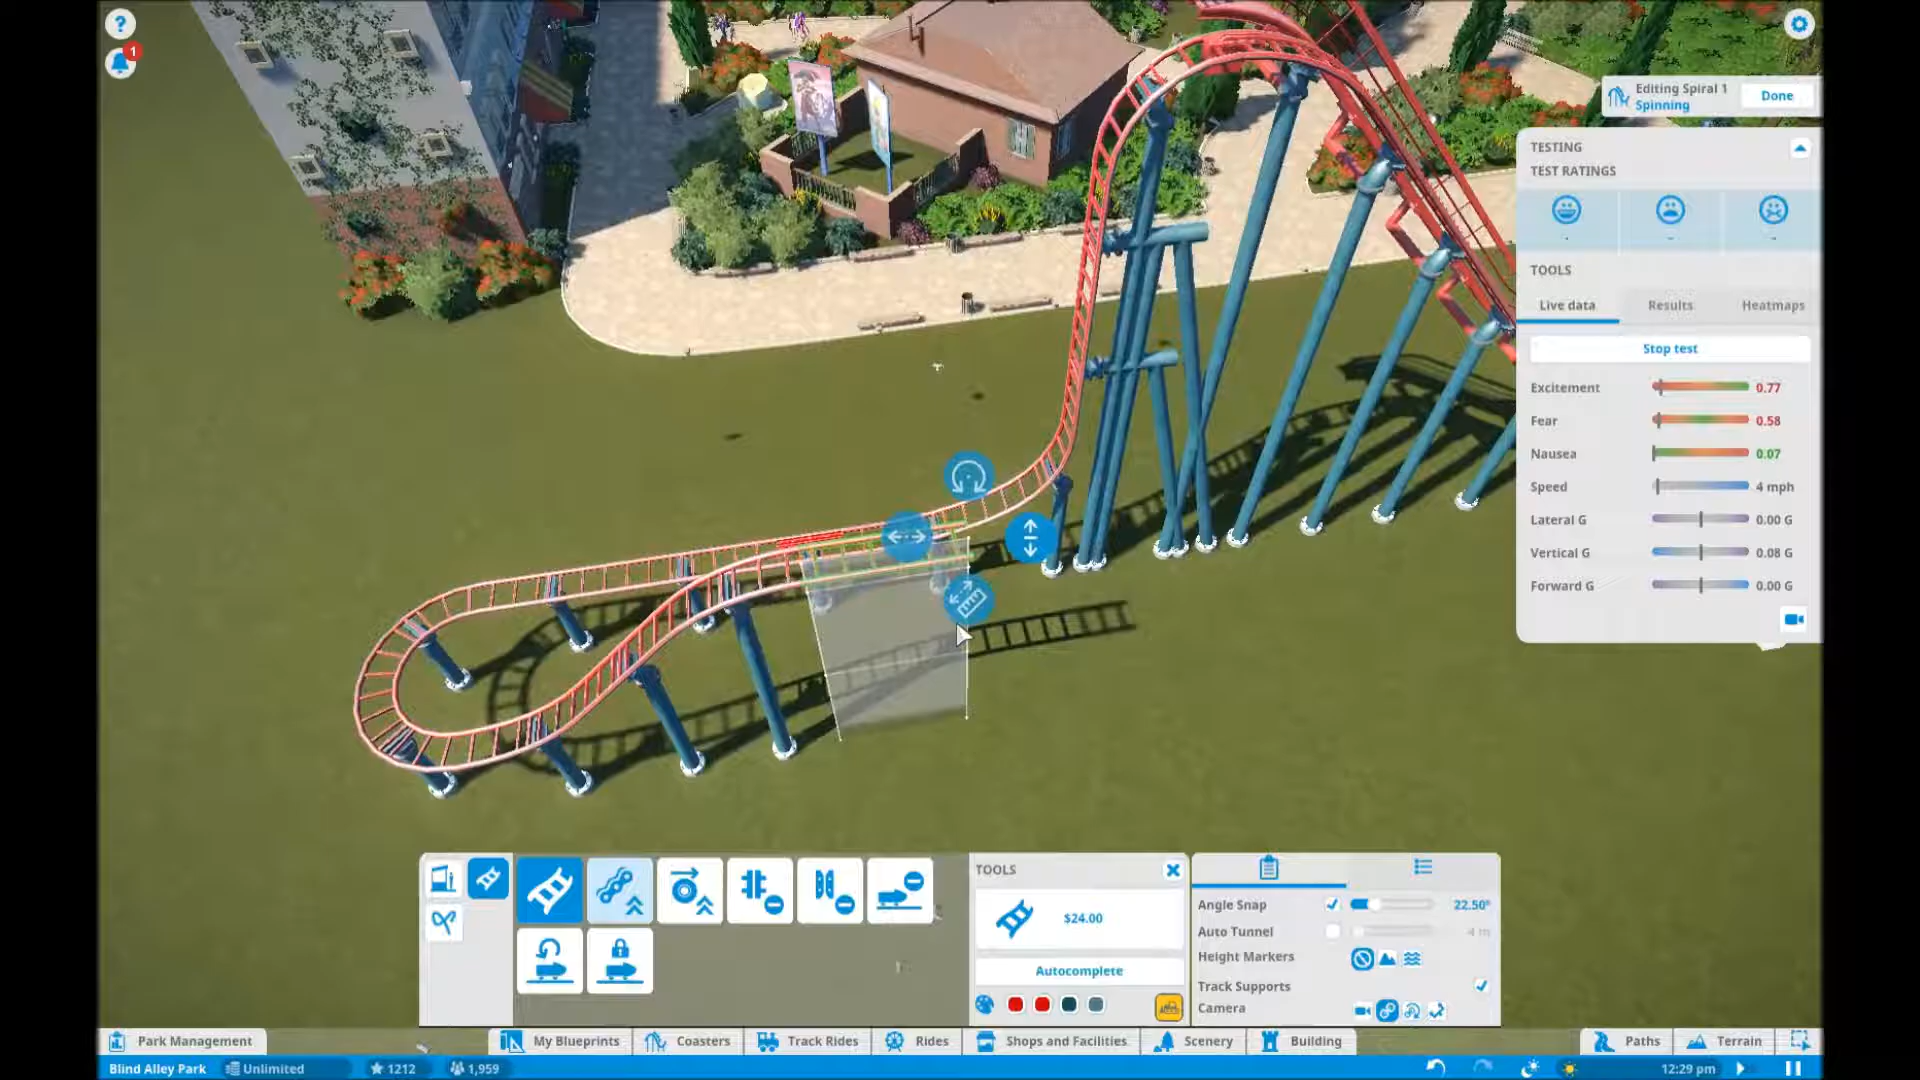 ?
1
Editing Spiral 1
Spinning
Done
TESTING
TEST RATINGS
- - -
TOOLS
Live data Results Heatmaps
Stop test
Excitement 0.77
Fear 0.58
Nausea 0.07
Speed 4 mph
Lateral G 0.00 G
Vertical G 0.08 G
Forward G 0.00 G
TOOLS
$24.00
Autocomplete
Angle Snap 22.50°
Auto Tunnel 4 m
Height Markers
Track Supports
Camera
Park Management My Blueprints Coasters Track Rides Rides Shops and Facilities Scenery Building Paths Terrain
Blind Alley Park Unlimited 1212 1,959 12:29 pm